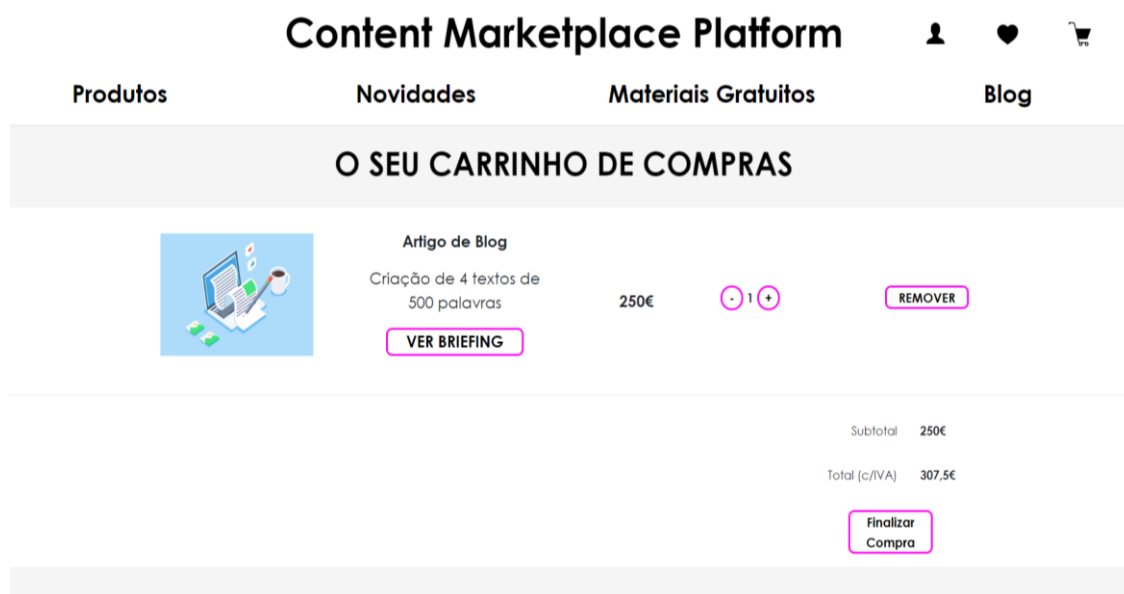 Content Marketplace Platform
Produtos Novidades Materiais Gratuitos Blog
O SEU CARRINHO DE COMPRAS
Artigo de Blog
Criação de 4 textos de
500 palavras
250€ - 1 + REMOVER
VER BRIEFING
Subtotal 250€
Total (c/IVA) 307,5€
Finalizar
Compra